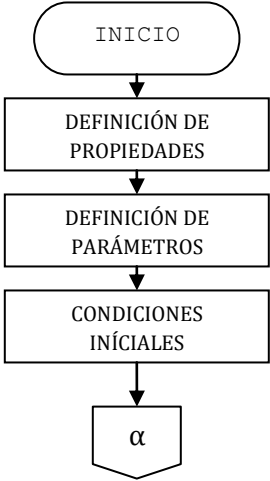 INICIO
DEFINICIÓN DE
PROPIEDADES
DEFINICIÓN DE
PARÁMETROS
CONDICIONES
INÍCIALES
α